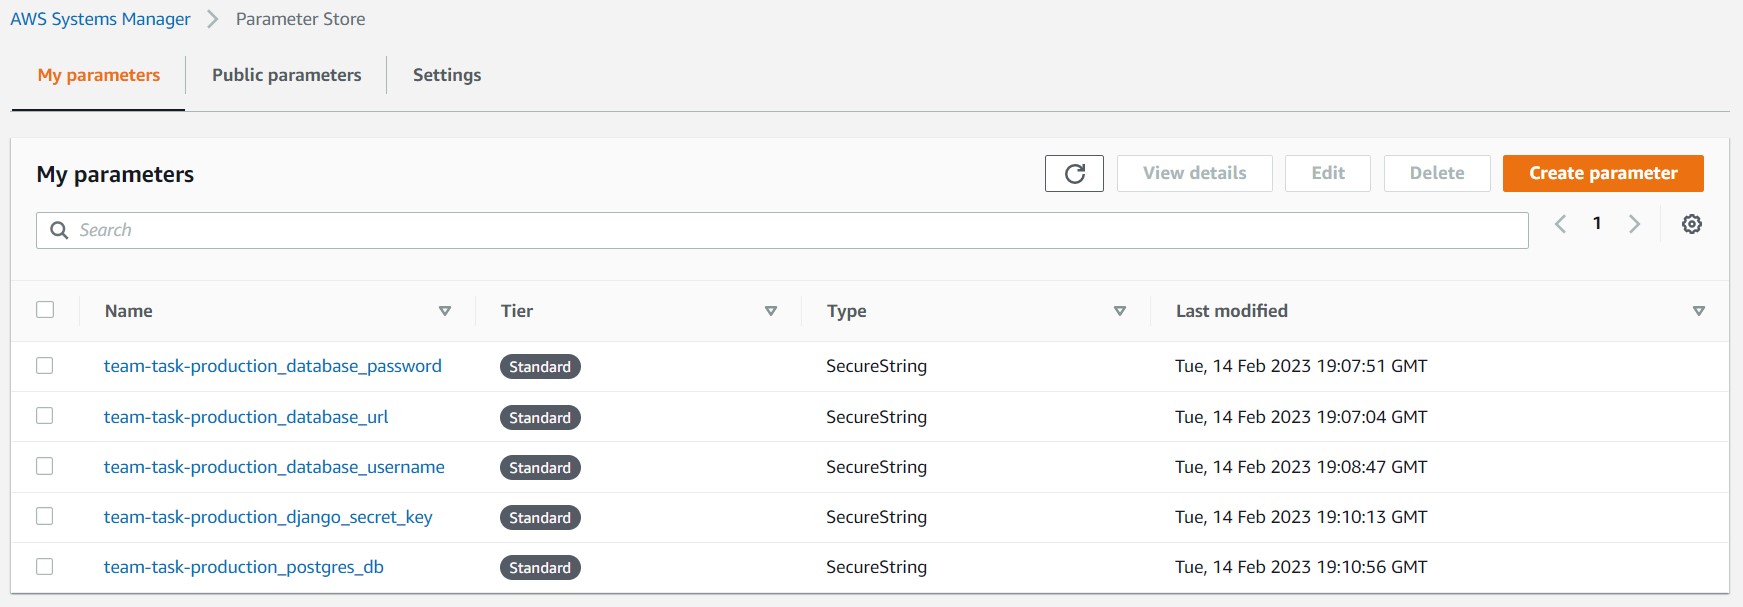 AWS Systems Manager > Parameter Store
My parameters Public parameters Settings
My parameters View details Edit Delete Create parameter
Search 1
Name Tier Type Last modified
team-task-production_database_password Standard SecureString Tue, 14 Feb 2023 19:07:51 GMT
team-task-production_database_url Standard SecureString Tue, 14 Feb 2023 19:07:04 GMT
team-task-production_database_username Standard SecureString Tue, 14 Feb 2023 19:08:47 GMT
team-task-production_django_secret_key Standard SecureString Tue, 14 Feb 2023 19:10:13 GMT
team-task-production_postgres_db Standard SecureString Tue, 14 Feb 2023 19:10:56 GMT